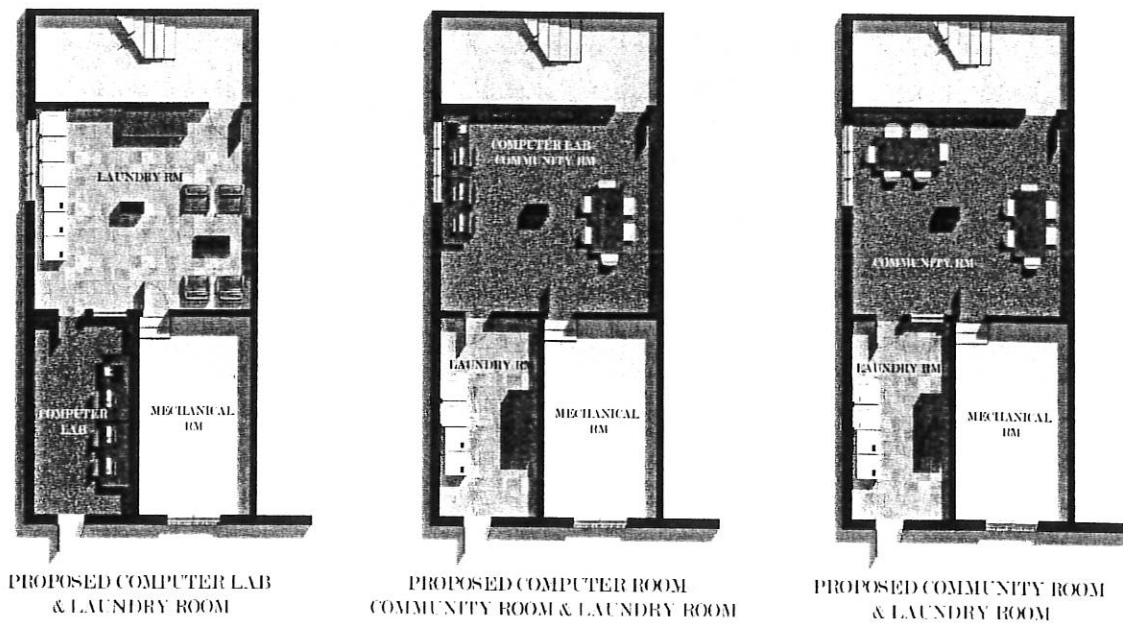 LAUNDRY RM
COMPUTER
LAB
MECHANICAL
RM
PROPOSED COMPUTER LAB
& LAUNDRY ROOM
COMPUTER LAB
COMMUNITY RM
LAUNDRY RM
MECHANICAL
RM
PROPOSED COMPUTER ROOM
COMMUNITY ROOM & LAUNDRY ROOM
COMMUNITY RM
LAUNDRY RM
MECHANICAL
RM
PROPOSED COMMUNITY ROOM
& LAUNDRY ROOM